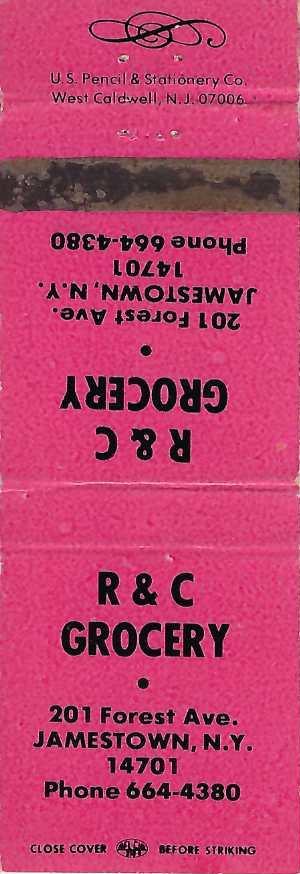 U.S. Pencil & Stationery Co.
West Caldwell, N.J. 07006
R & C
GROCERY
•
201 Forest Ave.
JAMESTOWN, N.Y.
14701
Phone 664-4380
R & C
GROCERY
•
201 Forest Ave.
JAMESTOWN, N.Y.
14701
Phone 664-4380
CLOSE COVER BEFORE STRIKING